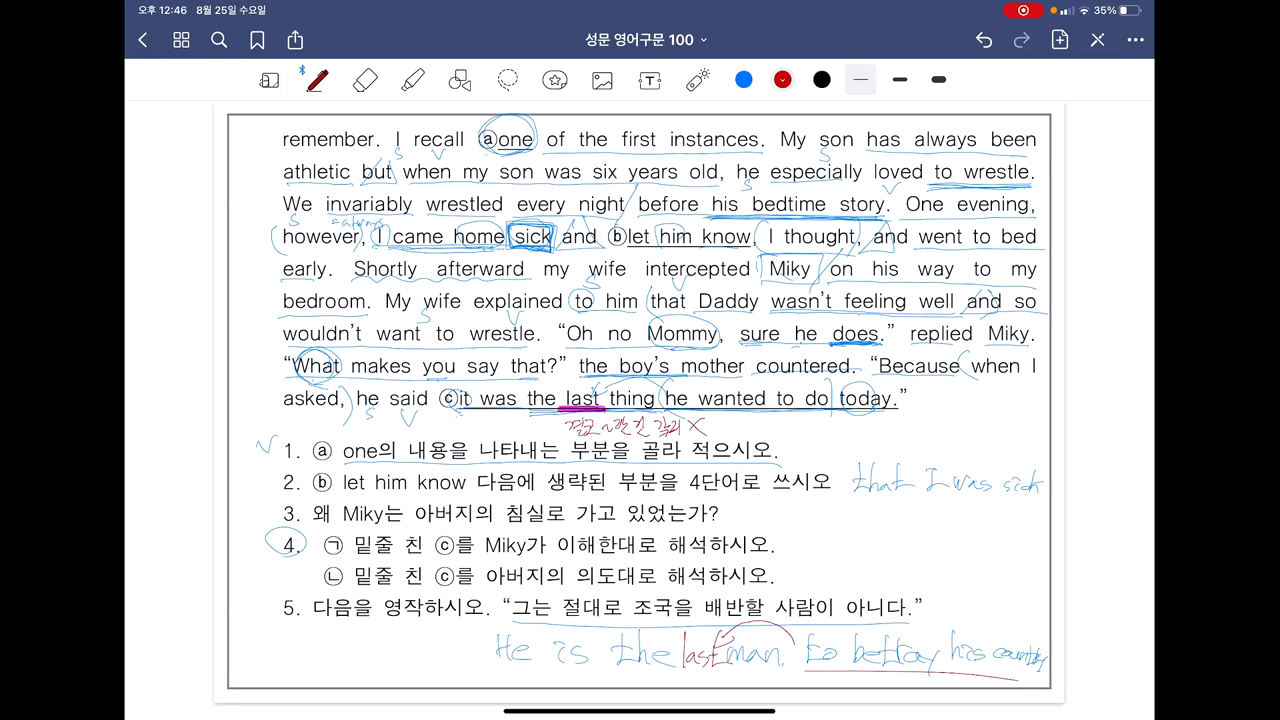 오후 12:46 8월 25일 수요일 35%
성문 영어구문 100
remember. I recall ⓐone of the first instances. My son has always been
s v s
athletic but when my son was six years old, he especially loved to wrestle.
s v
We invariably wrestled every night before his bedtime story. One evening,
s =always
however, I came home sick and ⓑlet him know, I thought, and went to bed
early. Shortly afterward my wife intercepted Miky on his way to my
s v
bedroom. My wife explained to him that Daddy wasn't feeling well and so
s v
wouldn't want to wrestle. “Oh no Mommy, sure he does.” replied Miky.
“What makes you say that?” the boy's mother countered. “Because when I
asked, he said ⓒit was the last thing he wanted to do today.”
s v
결코 ~할 것 같지 X
v 1. ⓐ one의 내용을 나타내는 부분을 골라 적으시오.
2. ⓑ let him know 다음에 생략된 부분을 4단어로 쓰시오 that I was sick
3. 왜 Miky는 아버지의 침실로 가고 있었는가?
4. ㉠ 밑줄 친 ⓒ를 Miky가 이해한대로 해석하시오.
㉡ 밑줄 친 ⓒ를 아버지의 의도대로 해석하시오.
5. 다음을 영작하시오. “그는 절대로 조국을 배반할 사람이 아니다.”
He is the last man to betray his country